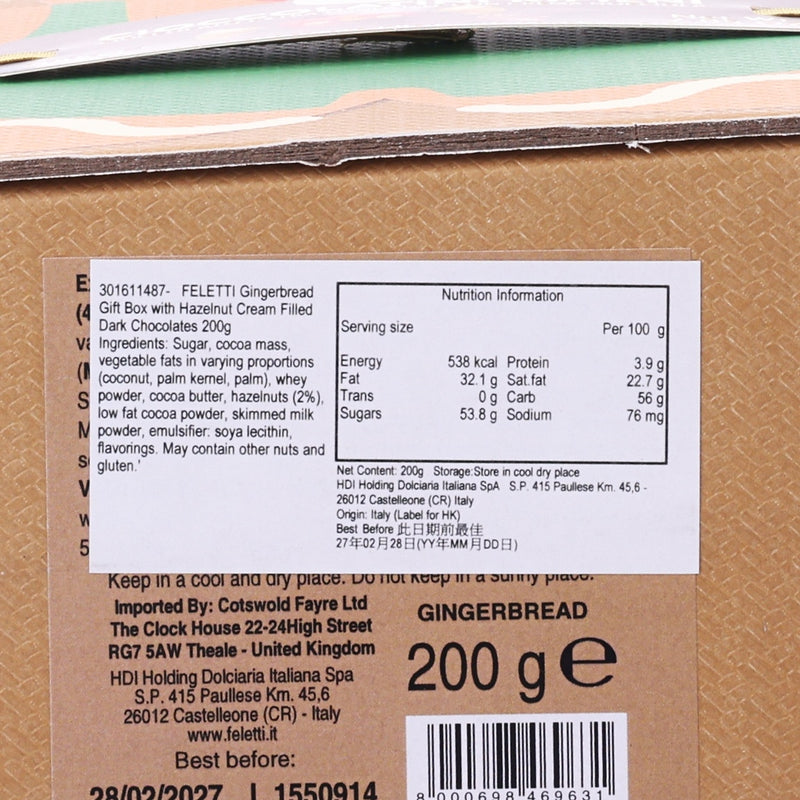 301611487- FELETTI Gingerbread
Gift Box with Hazelnut Cream Filled
Dark Chocolates 200g
Ingredients: Sugar, cocoa mass,
vegetable fats in varying proportions
(coconut, palm kernel, palm), whey
powder, cocoa butter, hazelnuts (2%),
low fat cocoa powder, skimmed milk
powder, emulsifier: soya lecithin,
flavorings. May contain other nuts and
gluten.'
Nutrition Information
Serving size Per 100 g
Energy 538 kcal Protein 3.9 g
Fat 32.1 g Sat.fat 22.7 g
Trans 0 g Carb 56 g
Sugars 53.8 g Sodium 76 mg
Net Content: 200g Storage:Store in cool dry place
HDI Holding Dolciaria Italiana SpA S.P. 415 Paullese Km. 45,6 -
26012 Castelleone (CR) Italy
Origin: Italy (Label for HK)
Best Before 此日期前最佳
27年02月28日(YY年MM月DD日)
Keep in a cool and dry place. Do not keep in a sunny place.
Imported By: Cotswold Fayre Ltd
The Clock House 22-24High Street
RG7 5AW Theale - United Kingdom
HDI Holding Dolciaria Italiana Spa
S.P. 415 Paullese Km. 45,6
26012 Castelleone (CR) - Italy
www.feletti.it
Best before:
28/02/2027 L 1550914
GINGERBREAD
200 g e
8 000698 469631